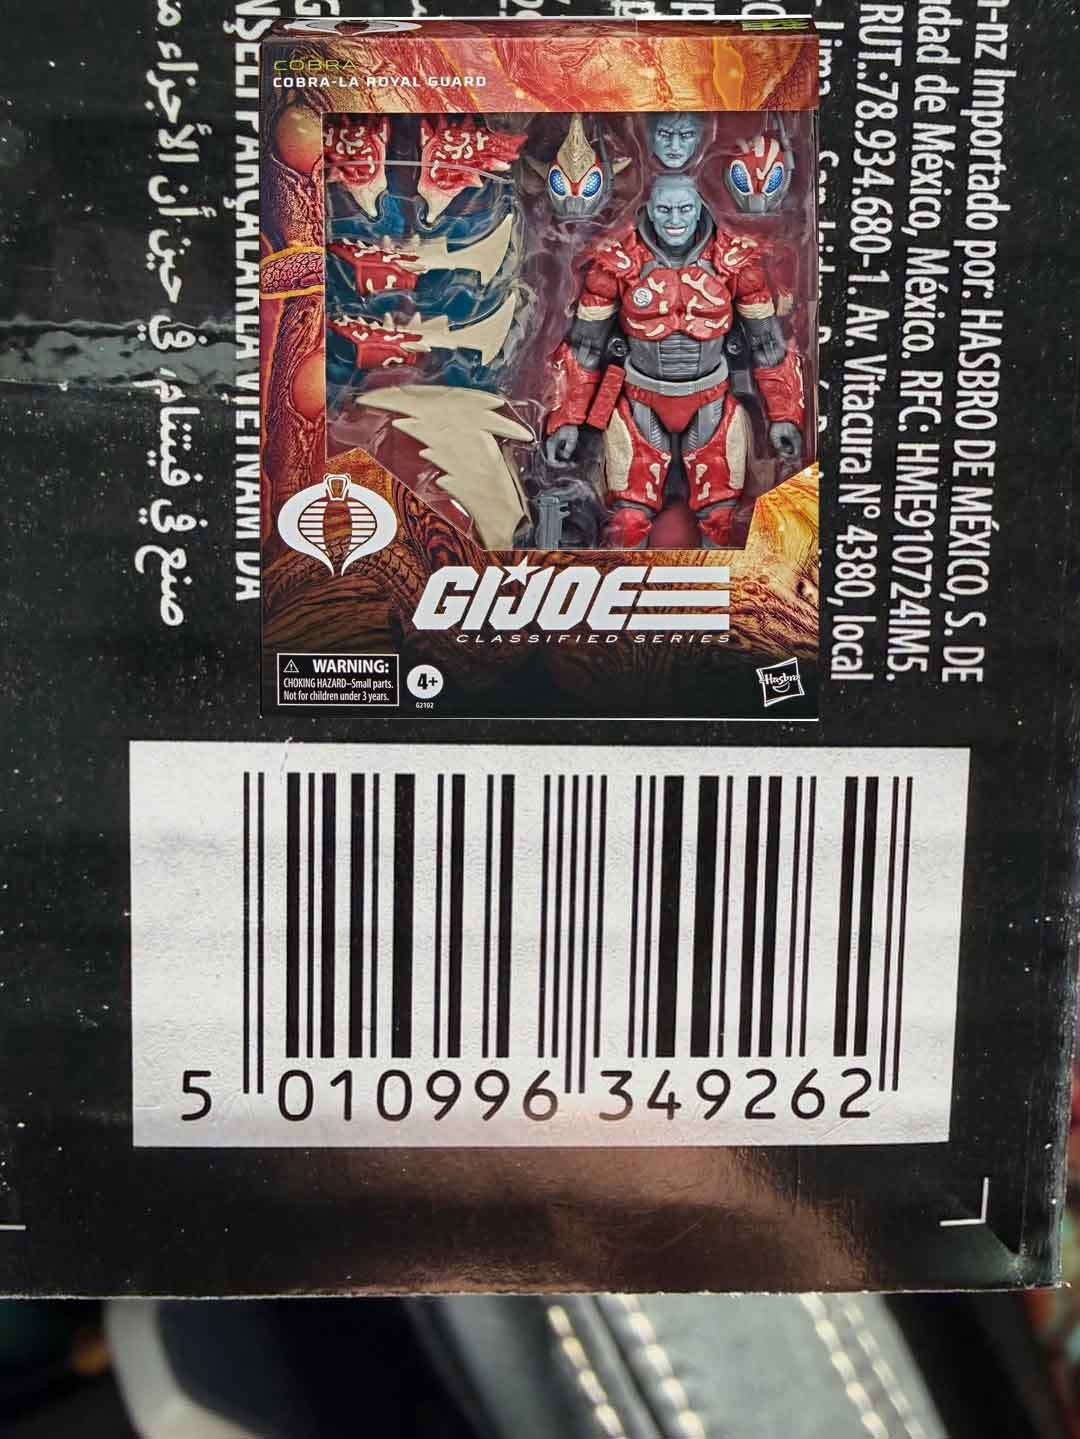 COBRA
COBRA-LA ROYAL GUARD
GIJOE
CLASSIFIED SERIES
WARNING:
CHOKING HAZARD–Small parts.
Not for children under 3 years.
4+
G2102
Hasbro
-nz Importado por: HASBRO DE MÉXICO, S. DE
dad de México, México. RFC: HME910724IM5.
RUT.:78.934.680-1. Av. Vitacura N° 4380, local
VIETNAM DA
صنع في فيتنام، في حين أن الأجزاء
5 010996 349262